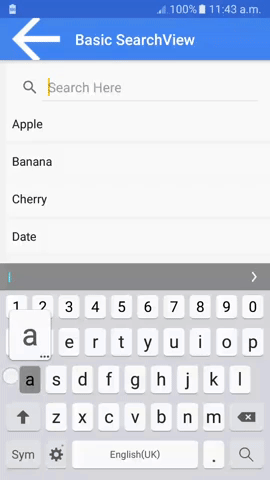 100% 11:43 a.m.
Basic SearchView
Search Here
Apple
Banana
Cherry
Date
1 2 3 4 5 6 7 8 9 0
a
e r t y u i o p
a s d f g h j k l
z x c v b n m
Sym English(UK) .